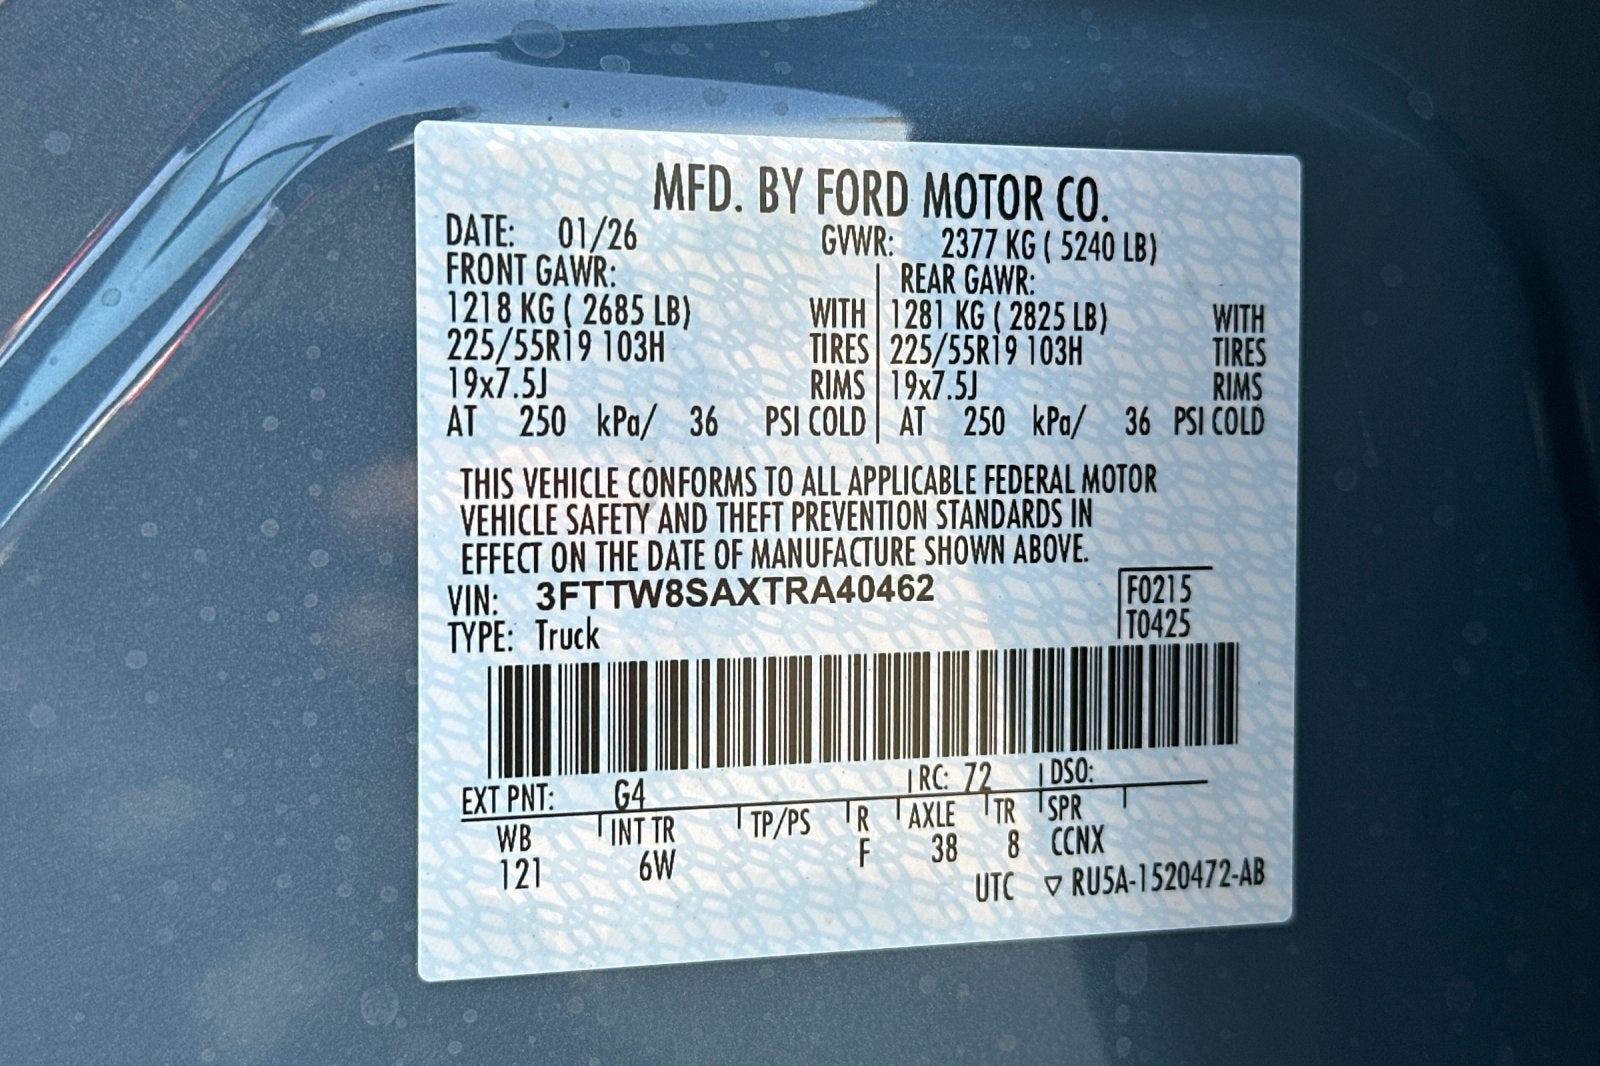 MFD. BY FORD MOTOR CO.
DATE: 01/26 GVWR: 2377 KG ( 5240 LB)
FRONT GAWR: REAR GAWR:
1218 KG ( 2685 LB) WITH 1281 KG ( 2825 LB) WITH
225/55R19 103H TIRES 225/55R19 103H TIRES
19x7.5J RIMS 19x7.5J RIMS
AT 250 kPa/ 36 PSI COLD AT 250 kPa/ 36 PSI COLD
THIS VEHICLE CONFORMS TO ALL APPLICABLE FEDERAL MOTOR
VEHICLE SAFETY AND THEFT PREVENTION STANDARDS IN
EFFECT ON THE DATE OF MANUFACTURE SHOWN ABOVE.
VIN: 3FTTW8SAXTRA40462 F0215
TYPE: Truck T0425
EXT PNT: G4 RC: 72 DSO:
WB INT TR TP/PS R AXLE TR SPR
121 6W F 38 8 CCNX
UTC ▽ RU5A-1520472-AB